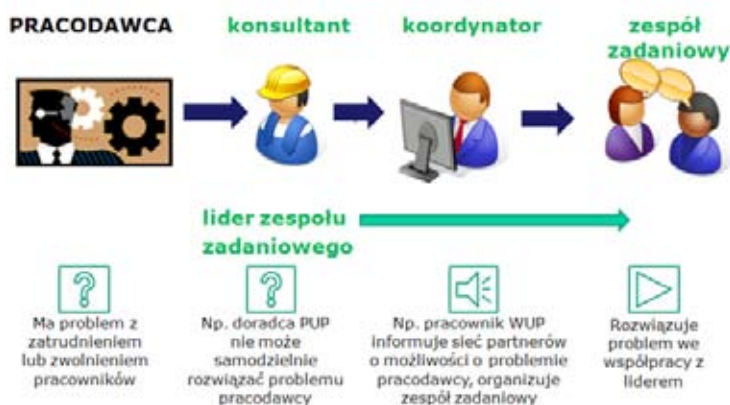 PRACODAWCA
konsultant
koordynator
zespół
zadaniowy
lider zespołu
zadaniowego
Ma problem z
zatrudnieniem
lub zwolnieniem
pracowników
Np. doradca PUP
nie może
samodzielnie
rozwiązać problemu
pracodawcy
Np. pracownik WUP
informuje sieć partnerów
o możliwości o problemie
pracodawcy, organizuje
zespół zadaniowy
Rozwiązuje
problem we
współpracy z
liderem